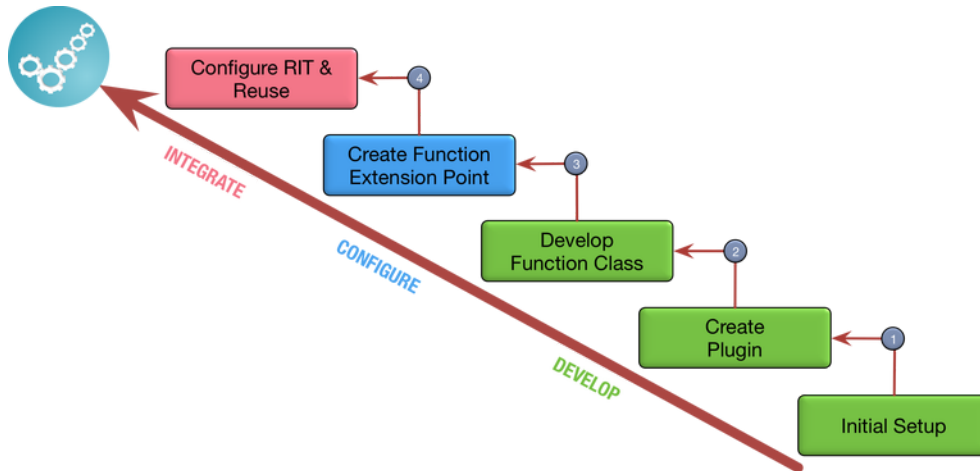 Configure RIT &
Reuse
4
INTEGRATE
Create Function
Extension Point
3
CONFIGURE
Develop
Function Class
2
Create
Plugin
1
DEVELOP
Initial Setup